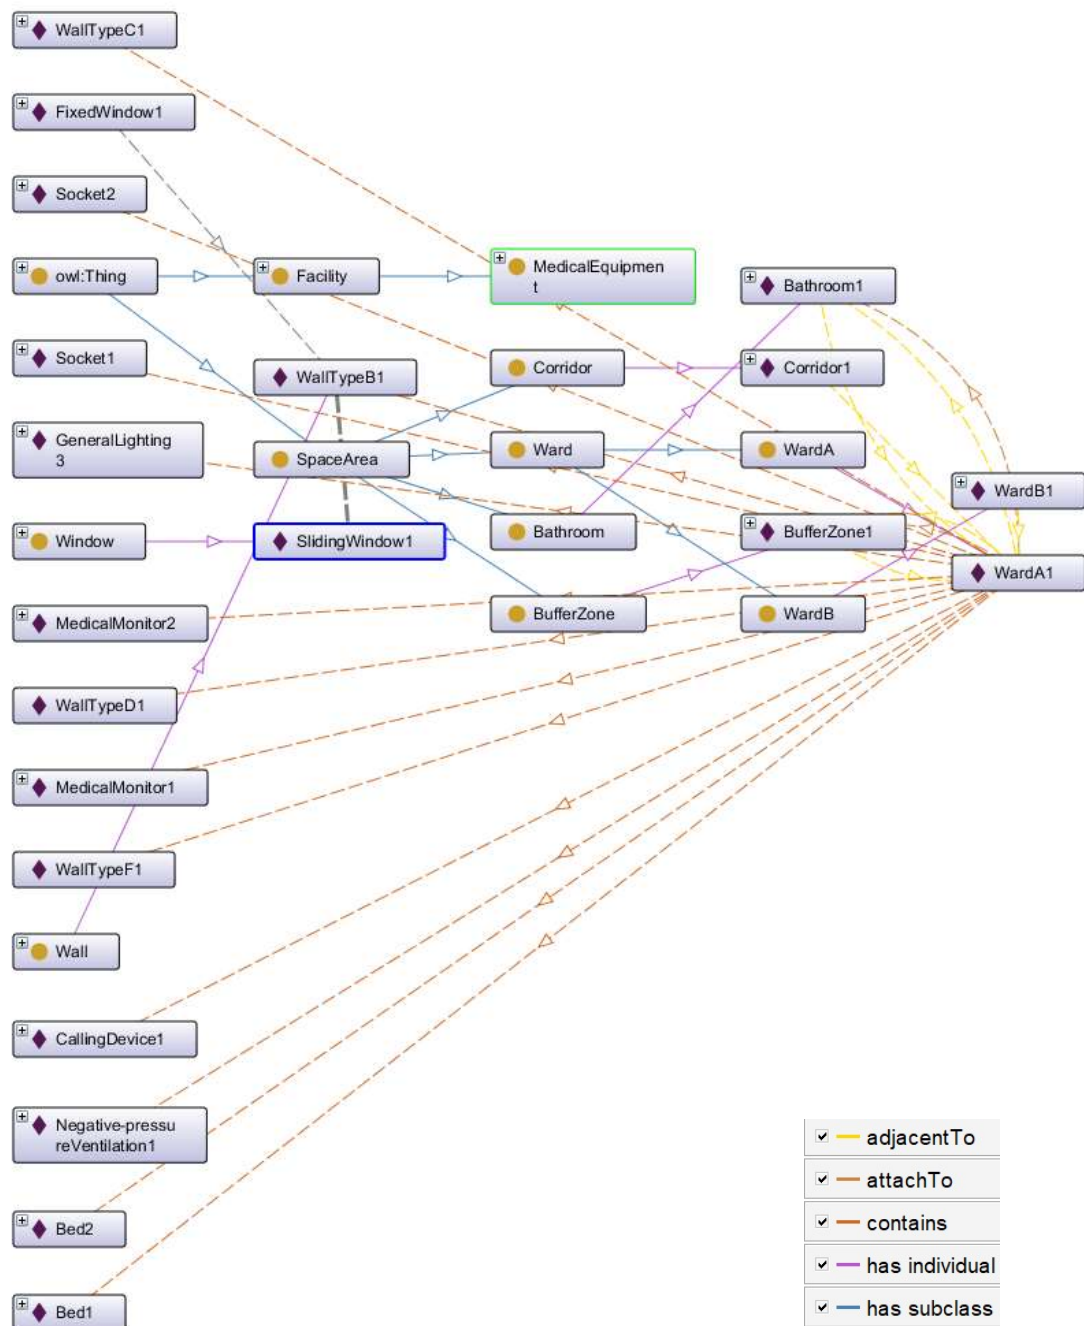 WallTypeC1
FixedWindow1
Socket2
owl:Thing
Facility
MedicalEquipmen
t
Bathroom1
Socket1
WallTypeB1
Corridor
Corridor1
GeneralLighting
3
SpaceArea
Ward
WardA
WardB1
Window
SlidingWindow1
Bathroom
BufferZone1
WardA1
MedicalMonitor2
BufferZone
WardB
WallTypeD1
MedicalMonitor1
WallTypeF1
Wall
CallingDevice1
Negative-pressu
reVentilation1
Bed2
Bed1
adjacentTo
attachTo
contains
has individual
has subclass